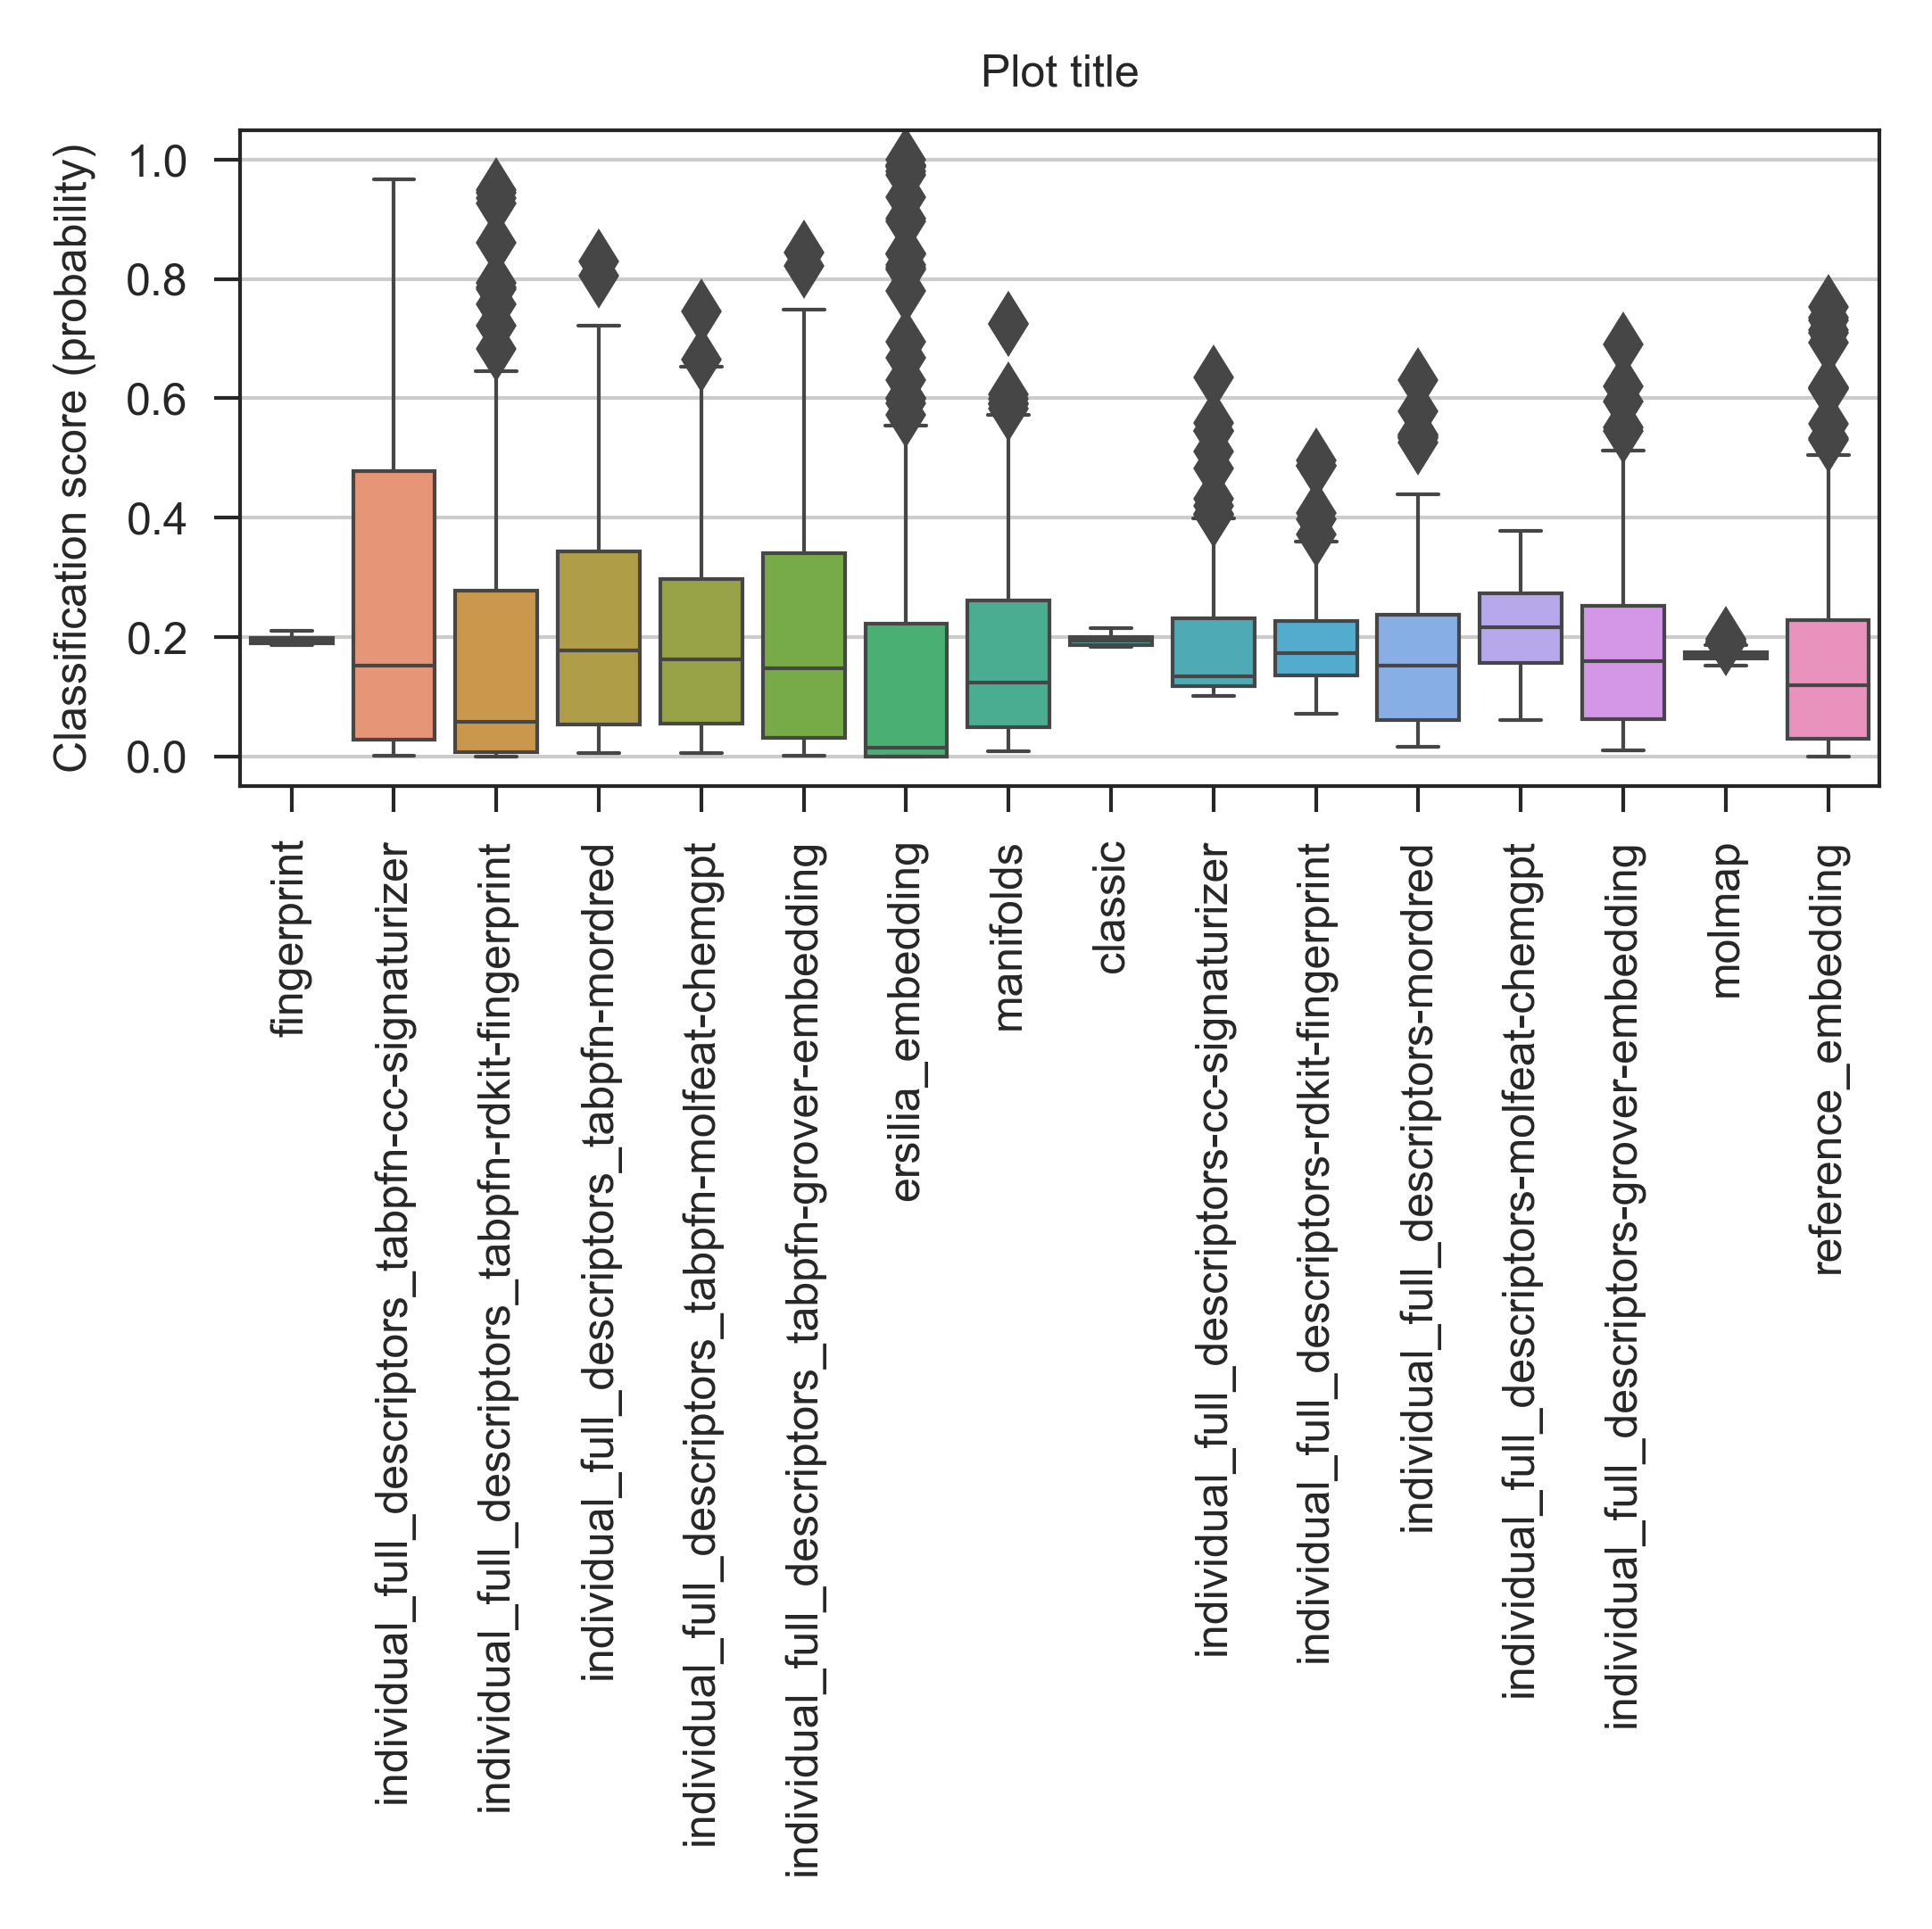 Plot title
Classification score (probability)
1.0
0.8
0.6
0.4
0.2
0.0
fingerprint
individual_full_descriptors_tabpfn-cc-signaturizer
individual_full_descriptors_tabpfn-rdkit-fingerprint
individual_full_descriptors_tabpfn-mordred
individual_full_descriptors_tabpfn-molfeat-chemgpt
individual_full_descriptors_tabpfn-grover-embedding
ersilia_embedding
manifolds
classic
individual_full_descriptors-cc-signaturizer
individual_full_descriptors-rdkit-fingerprint
individual_full_descriptors-mordred
individual_full_descriptors-molfeat-chemgpt
individual_full_descriptors-grover-embedding
molmap
reference_embedding